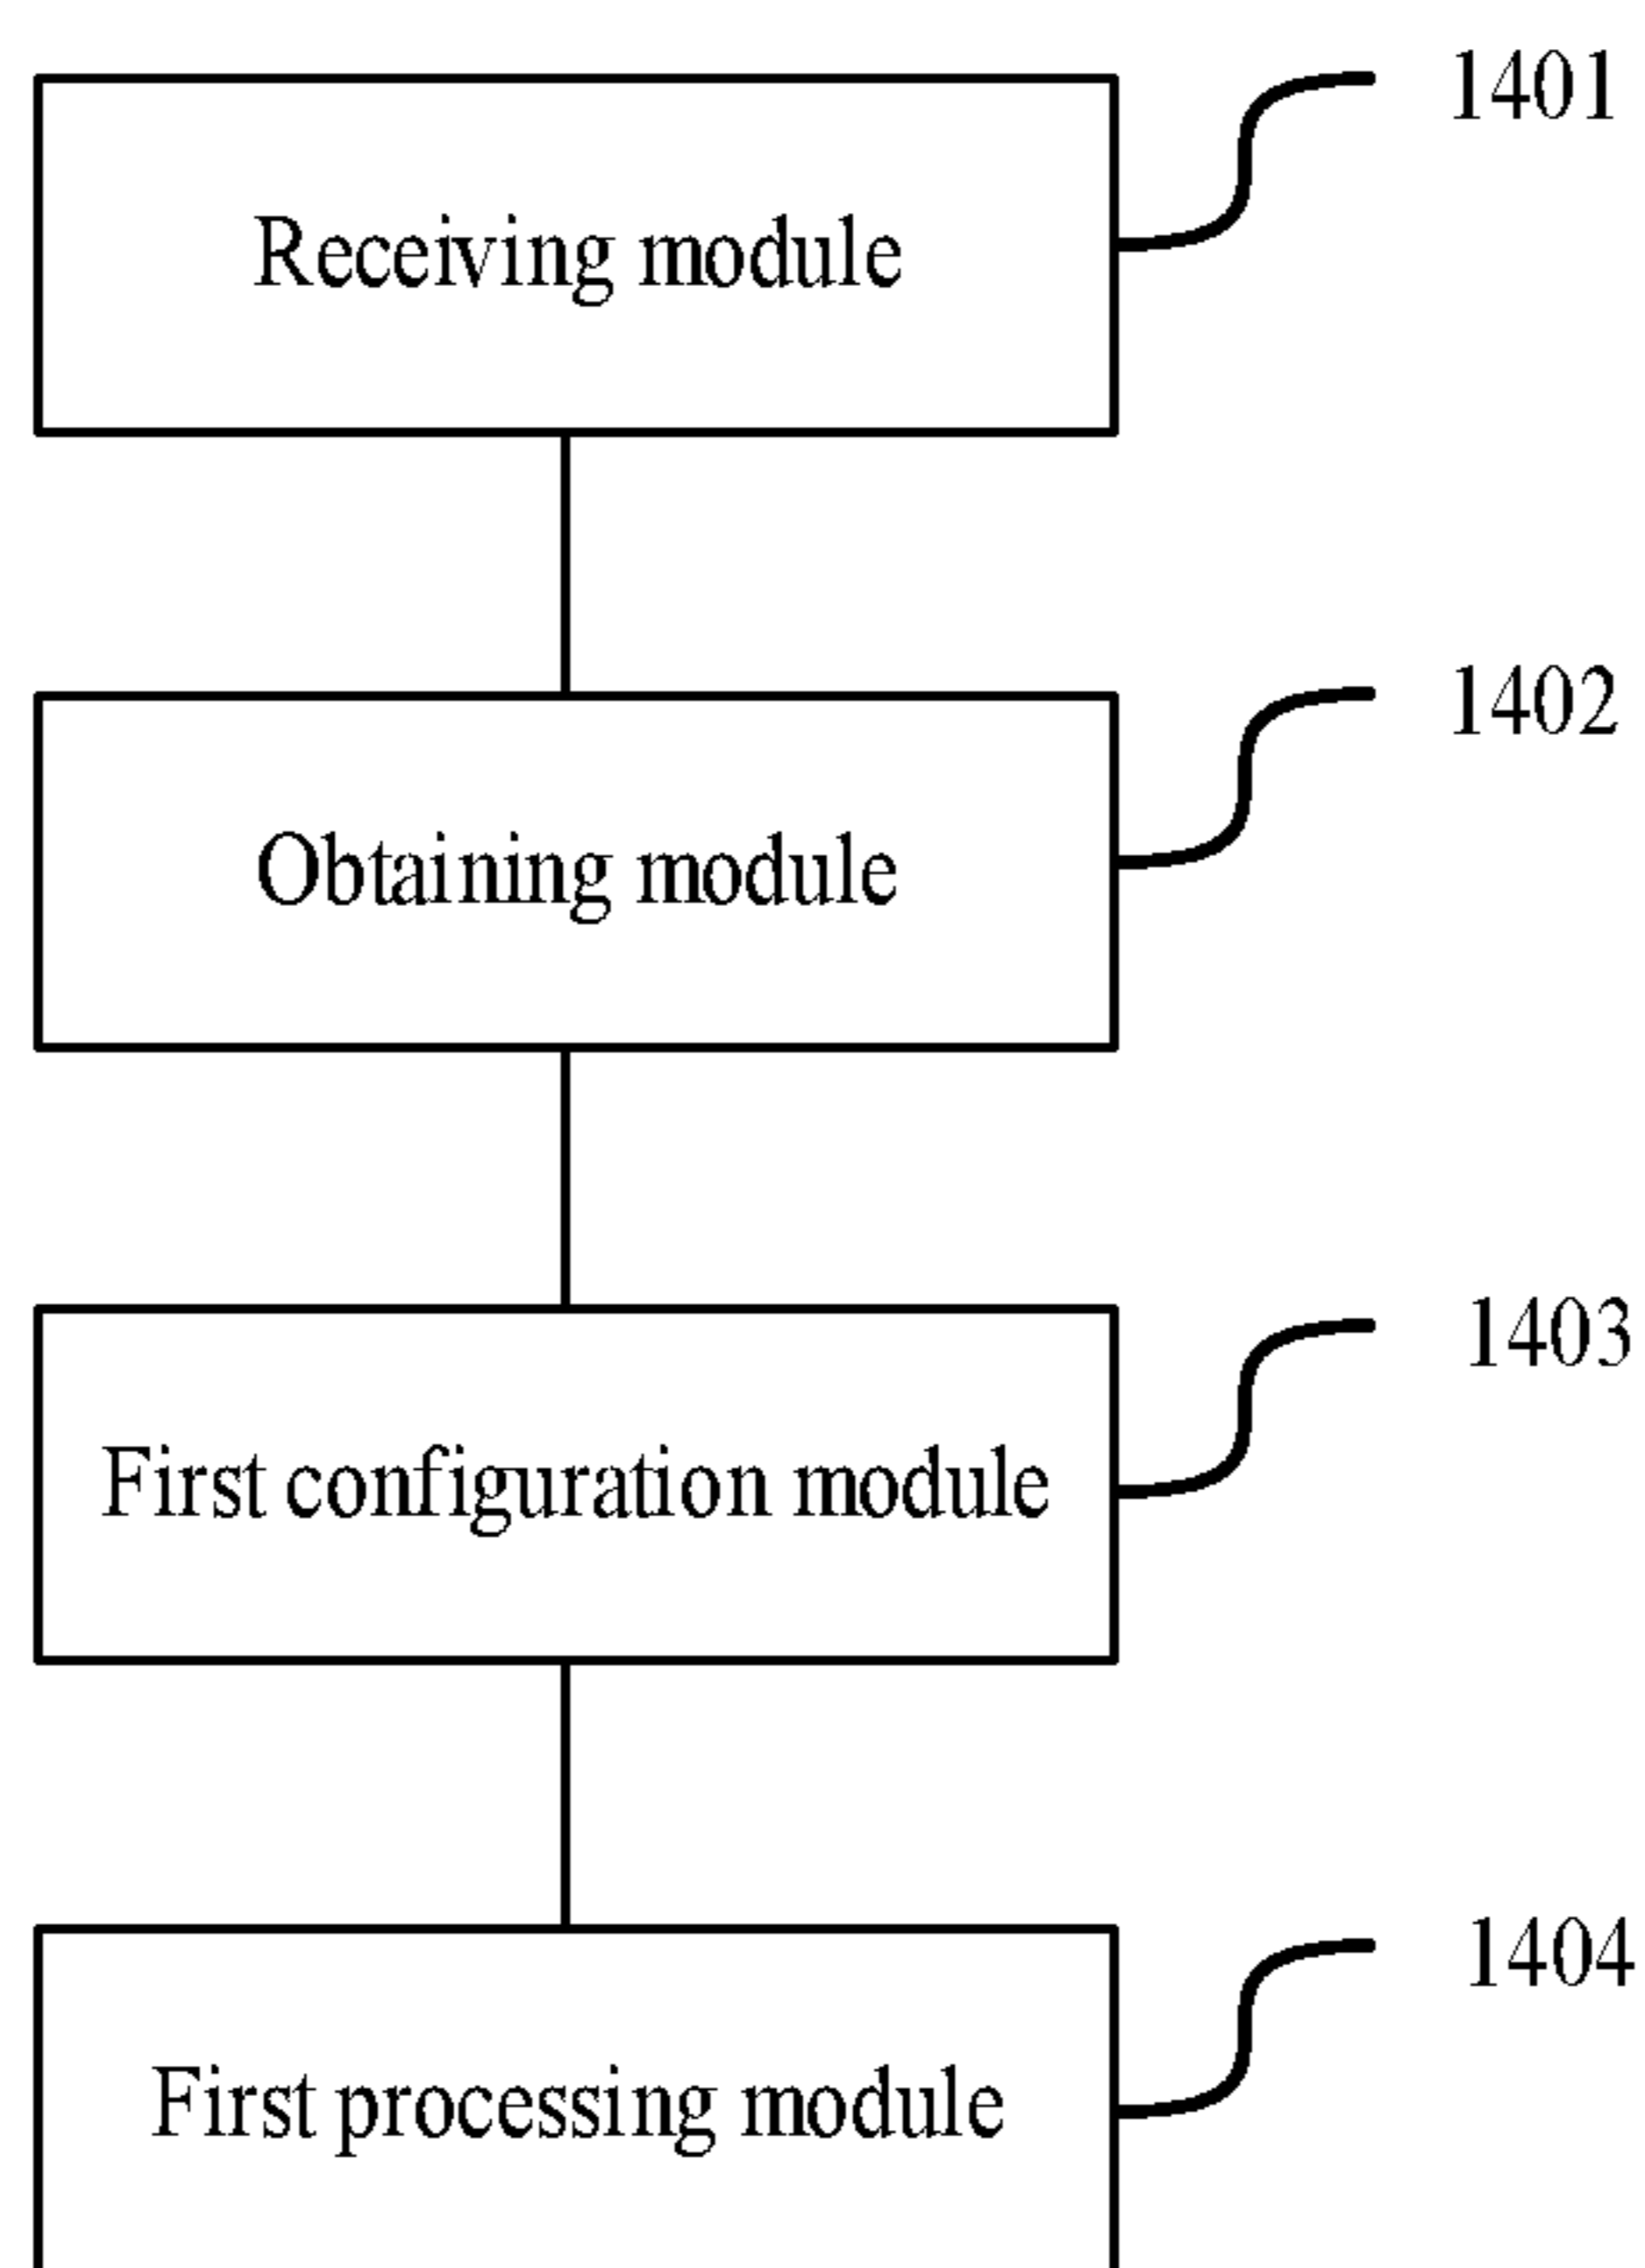 1401
Receiving module
1402
Obtaining module
1403
First configuration module
1404
First processing module